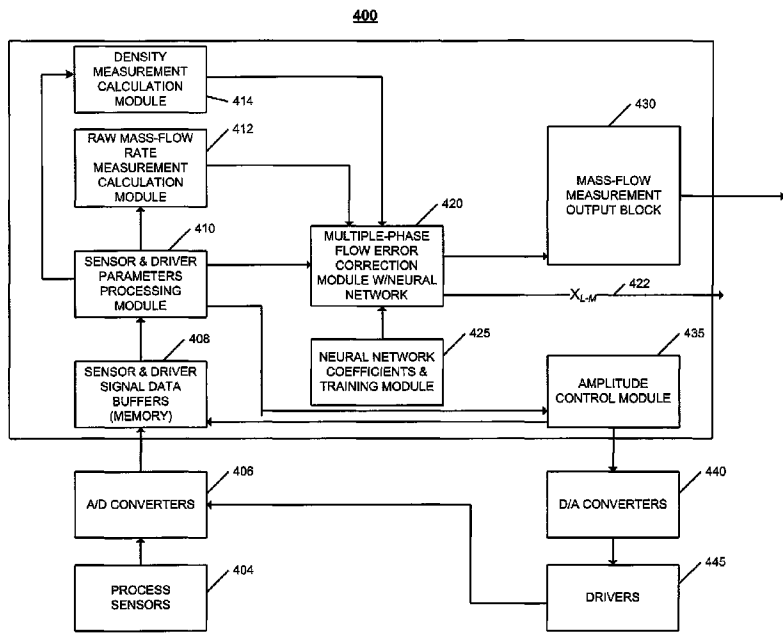 400
DENSITY
MEASUREMENT
CALCULATION
MODULE
414
412
RAW MASS-FLOW
RATE
MEASUREMENT
CALCULATION
MODULE
430
MASS-FLOW
MEASUREMENT
OUTPUT BLOCK
410
SENSOR & DRIVER
PARAMETERS
PROCESSING
MODULE
420
MULTIPLE-PHASE
FLOW ERROR
CORRECTION
MODULE W/NEURAL
NETWORK
422
X_{L-M}
408
SENSOR & DRIVER
SIGNAL DATA
BUFFERS
(MEMORY)
425
NEURAL NETWORK
COEFFICIENTS &
TRAINING MODULE
435
AMPLITUDE
CONTROL MODULE
406
A/D CONVERTERS
440
D/A CONVERTERS
404
PROCESS
SENSORS
445
DRIVERS